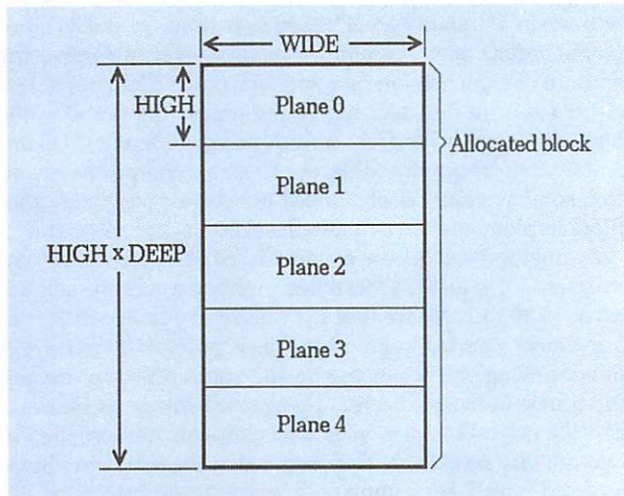 WIDE
HIGH
Plane 0
Allocated block
Plane 1
HIGH x DEEP
Plane 2
Plane 3
Plane 4